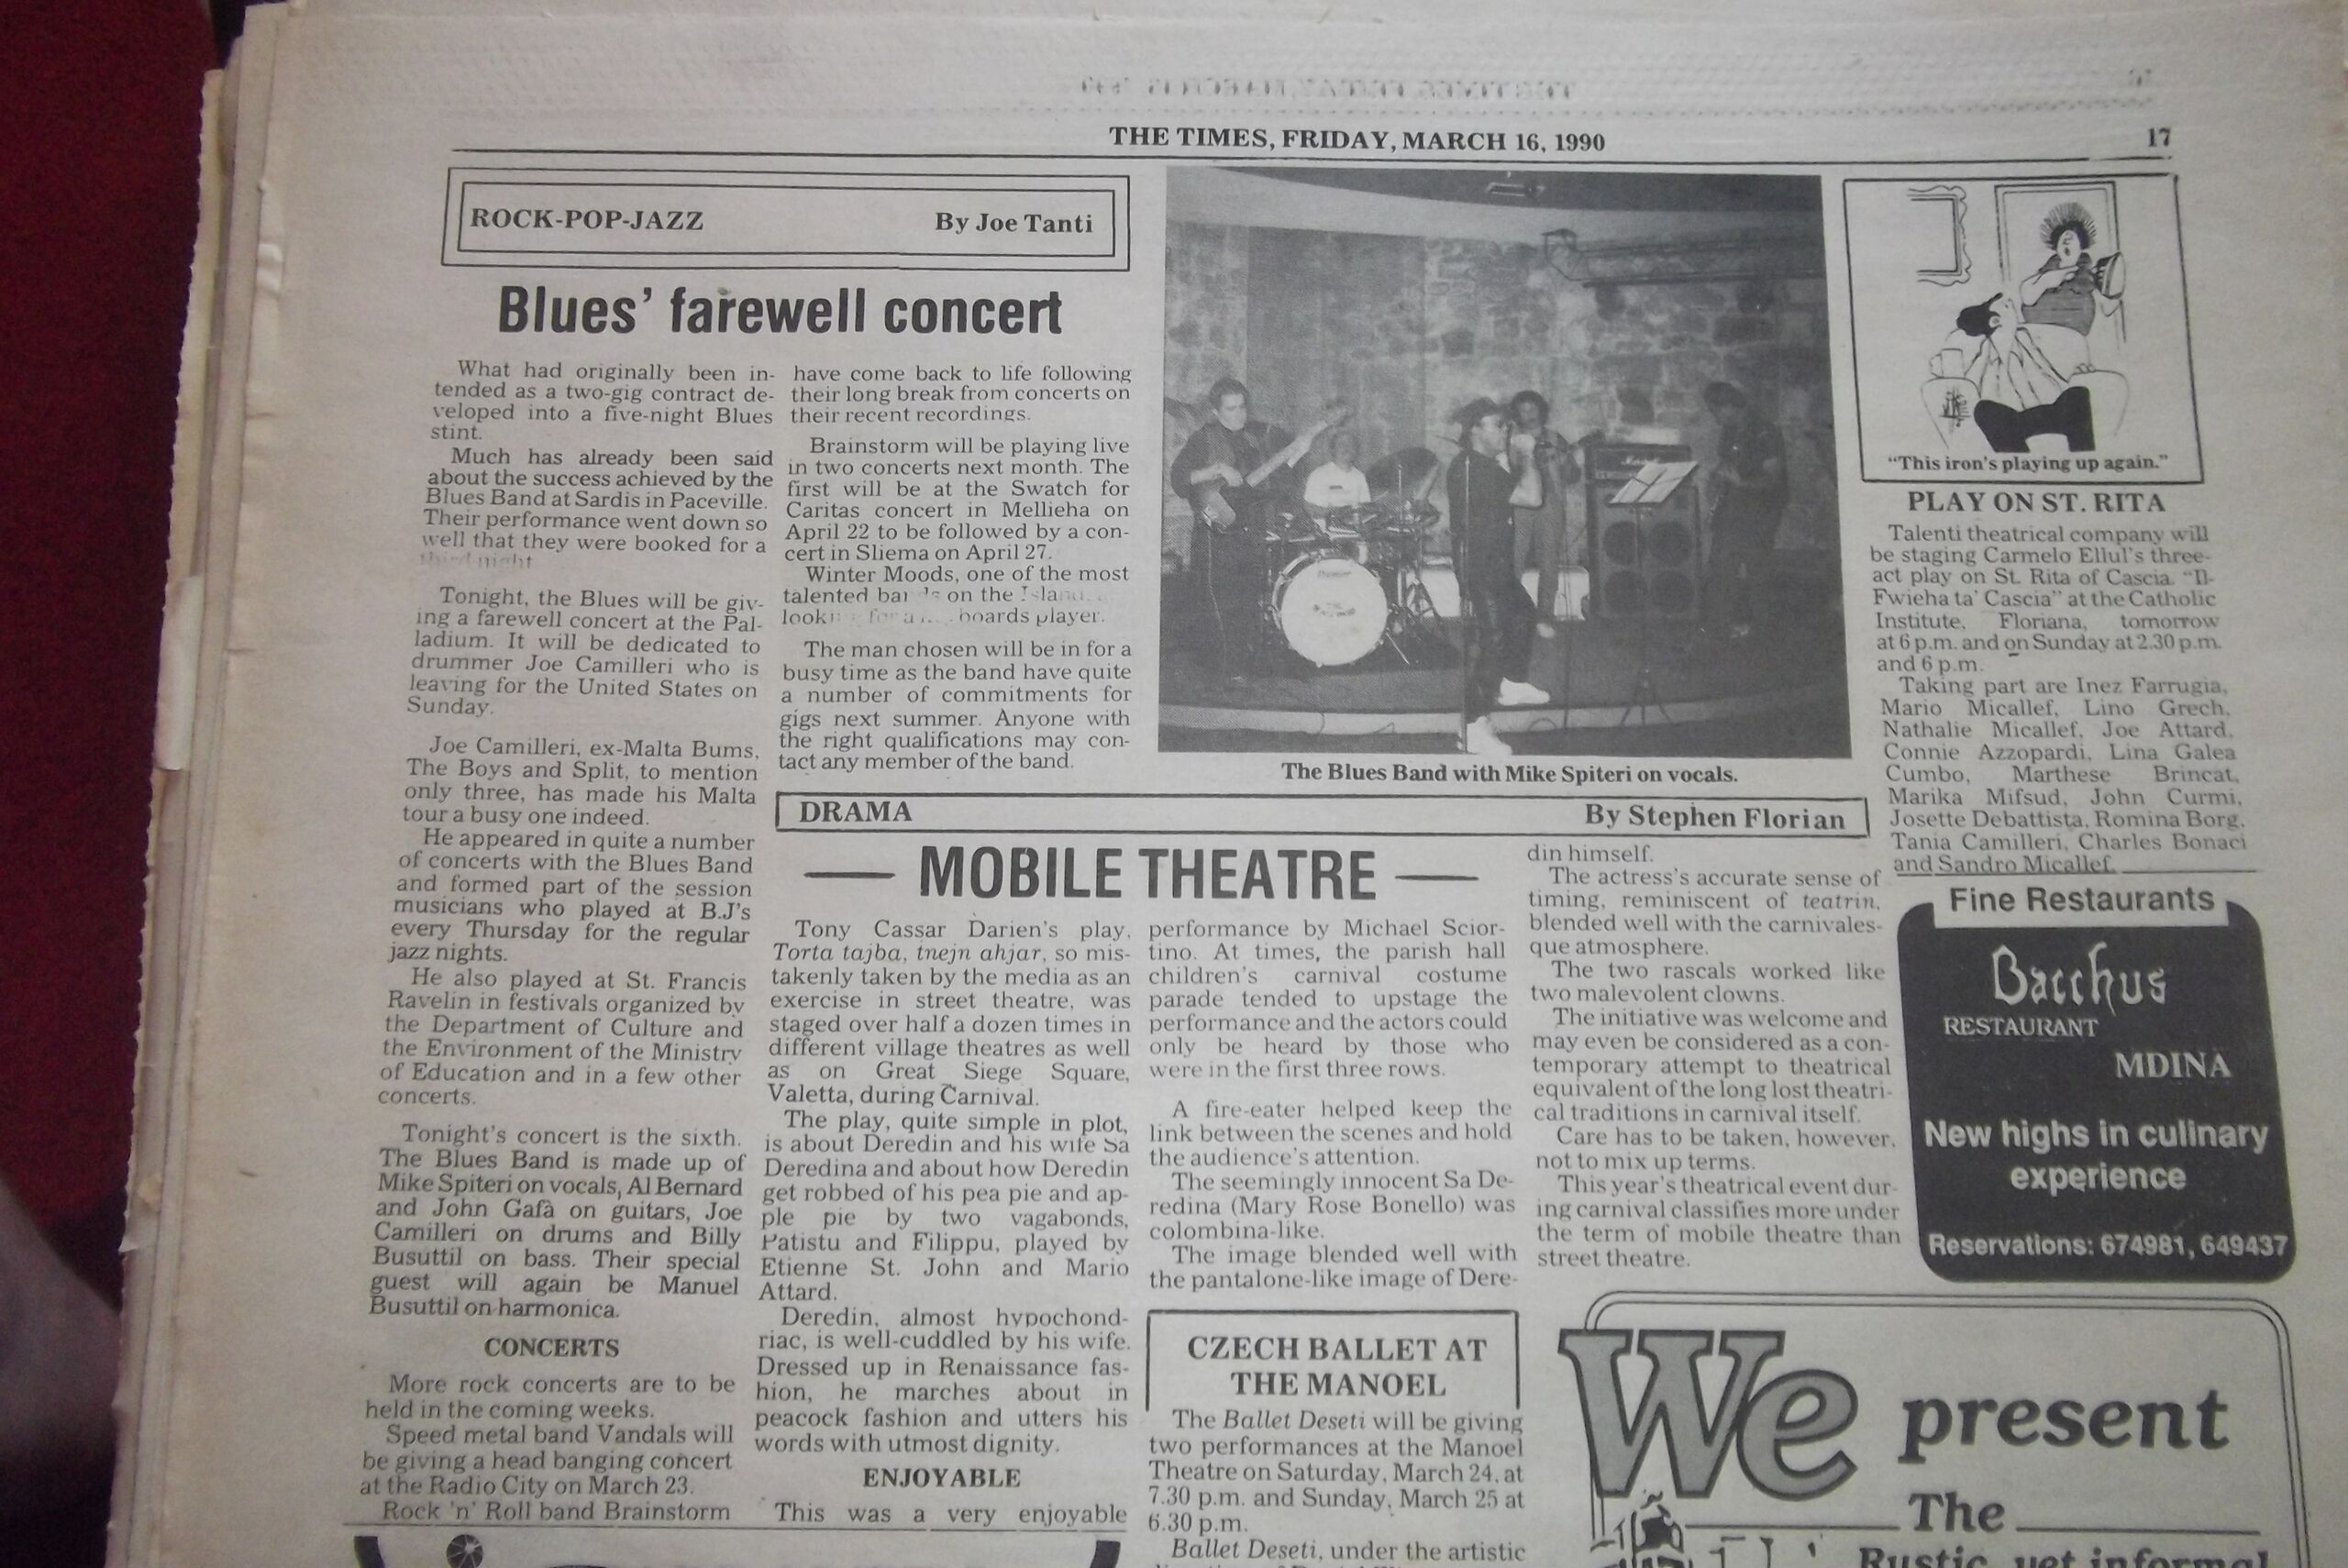 THE TIMES, FRIDAY, MARCH 16, 1990
17
ROCK-POP-JAZZ
By Joe Tanti
Blues' farewell concert
What had originally been in-
tended as a two-gig contract de-
veloped into a five-night Blues
stint.
Much has already been said
about the success achieved by the
Blues Band at Sardis in Paceville.
Their performance went down so
well that they were booked for a
third night
Tonight, the Blues will be giv-
ing a farewell concert at the Pal-
ladium. It will be dedicated to
drummer Joe Camilleri who is
leaving for the United States on
Sunday.
Joe Camilleri, ex-Malta Bums,
The Boys and Split, to mention
only three, has made his Malta
tour a busy one indeed.
He appeared in quite a number
of concerts with the Blues Band
and formed part of the session
musicians who played at B.J's
every Thursday for the regular
jazz nights.
He also played at St. Francis
Ravelin in festivals organized by
the Department of Culture and
the Environment of the Ministry
of Education and in a few other
concerts.
Tonight's concert is the sixth.
The Blues Band is made up of
Mike Spiteri on vocals, Al Bernard
and John Gafà on guitars, Joe
Camilleri on drums and Billy
Busuttil on bass. Their special
guest will again be Manuel
Busuttil on harmonica.
CONCERTS
More rock concerts are to be
held in the coming weeks.
Speed metal band Vandals will
be giving a head banging concert
at the Radio City on March 23.
Rock 'n' Roll band Brainstorm
have come back to life following
their long break from concerts on
their recent recordings.
Brainstorm will be playing live
in two concerts next month. The
first will be at the Swatch for
Caritas concert in Mellieha on
April 22 to be followed by a con-
cert in Sliema on April 27.
Winter Moods, one of the most
talented on the
for a boards player.
The man chosen will be in for a
busy time as the band have quite
a number of commitments for
gigs next summer. Anyone with
the right qualifications may con-
tact any member of the band.
The Blues Band with Mike Spiteri on vocals.
DRAMA
By Stephen Florian
MOBILE THEATRE
Tony Cassar Darien's play,
Torta tajba, tnejn ahjar, so mis-
takenly taken by the media as an
exercise in street theatre, was
staged over half a dozen times in
different village theatres as well
as on Great Siege Square,
Valetta, during Carnival.
The play, quite simple in plot,
is about Deredin and his wife Sa
Deredina and about how Deredin
get robbed of his pea pie and ap-
ple pie by two vagabonds,
Patistu and Filippu, played by
Etienne St. John and Mario
Attard.
Deredin, almost hypochond-
riac, is well-cuddled by his wife.
Dressed up in Renaissance fas-
hion, he marches about in
peacock fashion and utters his
words with utmost dignity.
ENJOYABLE
This was a very enjoyable
performance by Michael Scior-
tino. At times, the parish hall
children's carnival costume
parade tended to upstage the
performance and the actors could
only be heard by those who
were in the first three rows.
A fire-eater helped keep the
link between the scenes and hold
the audience's attention.
The seemingly innocent Sa De-
redina (Mary Rose Bonello) was
colombina-like.
The image blended well with
the pantalone-like image of Dere-
din himself.
The actress's accurate sense of
timing, reminiscent of teatrin,
blended well with the carnivales-
que atmosphere.
The two rascals worked like
two malevolent clowns.
The initiative was welcome and
may even be considered as a con-
temporary attempt to theatrical
equivalent of the long lost theatri-
cal traditions in carnival itself.
Care has to be taken, however,
not to mix up terms.
This year's theatrical event dur-
ing carnival classifies more under
the term of mobile theatre than
street theatre.
CZECH BALLET AT
THE MANOEL
The Ballet Deseti will be giving
two performances at the Manoel
Theatre on Saturday, March 24, at
7.30 p.m. and Sunday, March 25 at
6.30 p.m.
Ballet Deseti, under the artistic
"This iron's playing up again."
PLAY ON ST. RITA
Talenti theatrical company will
be staging Carmelo Ellul's three-
act play on St. Rita of Cascia. "Il-
Fwieha ta' Cascia" at the Catholic
Institute, Floriana, tomorrow
at 6 p.m. and on Sunday at 2.30 p.m.
and 6 p.m.
Taking part are Inez Farrugia,
Mario Micallef, Lino Grech,
Nathalie Micallef, Joe Attard,
Connie Azzopardi, Lina Galea
Cumbo, Marthese Brincat,
Marika Mifsud, John Curmi,
Josette Debattista, Romina Borg,
Tania Camilleri, Charles Bonaci
and Sandro Micallef.
Fine Restaurants
Bacchus
RESTAURANT
MDINA
New highs in culinary
experience
Reservations: 674981, 649437
We present
The
Rustic, yet informal